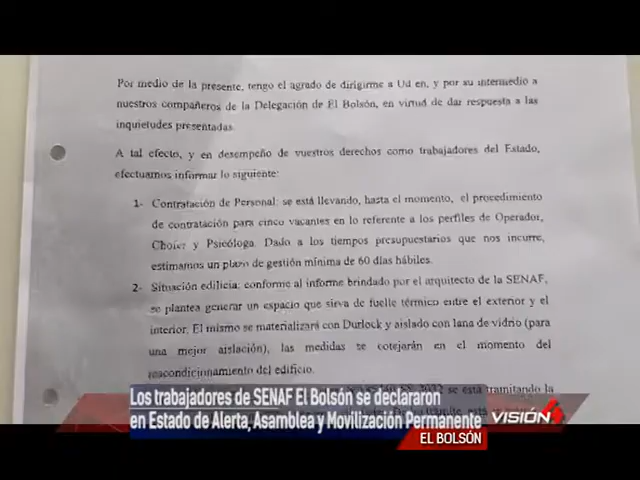 Por medio de la presente, tengo el agrado de dirigirme a Ud en, y por su intermedio a
nuestros compañeros de la Delegación de El Bolsón, en virtud de dar respuesta a las
inquietudes presentadas.
A tal efecto, y en desempeño de vuestros derechos como trabajadores del Estado,
efectuamos informar lo siguiente:
1- Contratación de Personal: se está llevando, hasta el momento, el procedimiento
de contratación para cinco vacantes en lo referente a los perfiles de Operador,
Chofer y Psicóloga. Dado a los tiempos presupuestarios que nos incurre,
estimamos un plazo de gestión mínima de 60 días hábiles.
2- Situación edilicia: conforme al informe brindado por el arquitecto de la SENAF,
se plantea generar un espacio que sirva de fuelle térmico entre el exterior y el
interior. El mismo se materializará con Durlock y aislado con lana de vidrio (para
una mejor aislación), las medidas se cotejarán en el momento del
reacondicionamiento del edificio.
se está tramitando la
Los trabajadores de SENAF El Bolsón se declararon
en Estado de Alerta, Asamblea y Movilización Permanente
VISIÓN 4
EL BOLSÓN